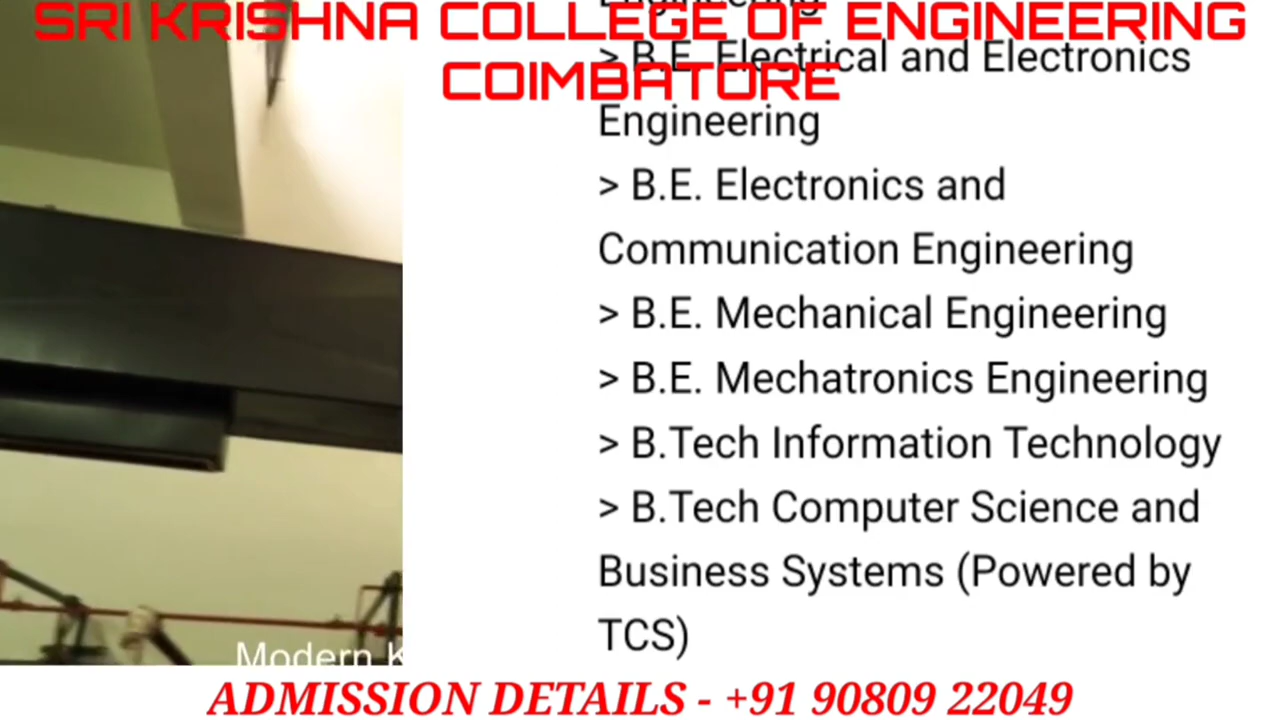 SRI KRISHNA COLLEGE OF ENGINEERING
COIMBATORE
Engineering
> B.E. Electrical and Electronics
Engineering
> B.E. Electronics and
Communication Engineering
> B.E. Mechanical Engineering
> B.E. Mechatronics Engineering
> B.Tech Information Technology
> B.Tech Computer Science and
Business Systems (Powered by
TCS)
Modern K
ADMISSION DETAILS - +91 90809 22049